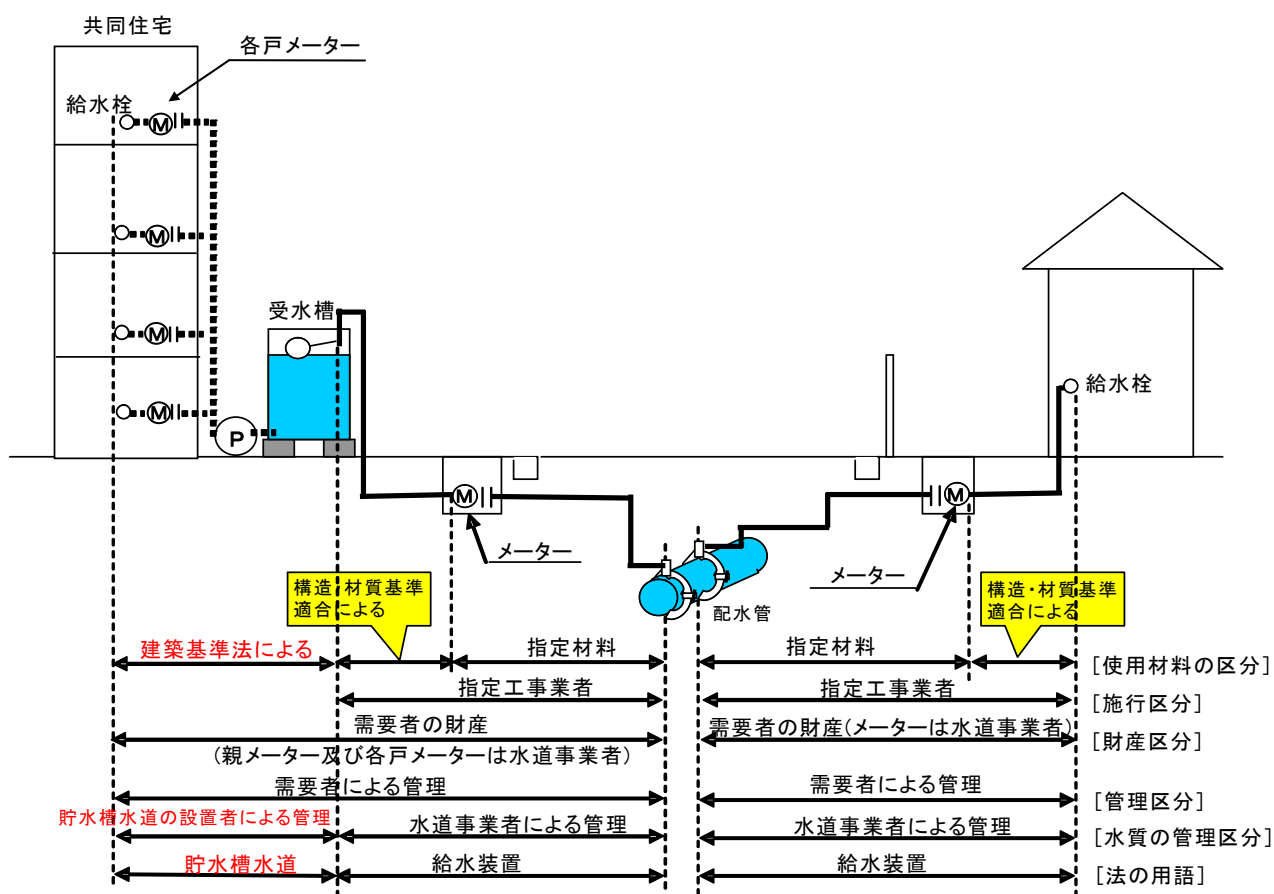 共同住宅
各戸メーター
給水栓
M
M
M
M
受水槽
P
給水栓
M
M
メーター
メーター
配水管
構造・材質基準
適合による
構造・材質基準
適合による
建築基準法による
指定材料
指定材料
[使用材料の区分]
指定工事業者
指定工事業者
[施行区分]
需要者の財産
(親メーター及び各戸メーターは水道事業者)
需要者の財産(メーターは水道事業者)
[財産区分]
需要者による管理
需要者による管理
[管理区分]
貯水槽水道の設置者による管理
水道事業者による管理
水道事業者による管理
[水質の管理区分]
貯水槽水道
給水装置
給水装置
[法の用語]